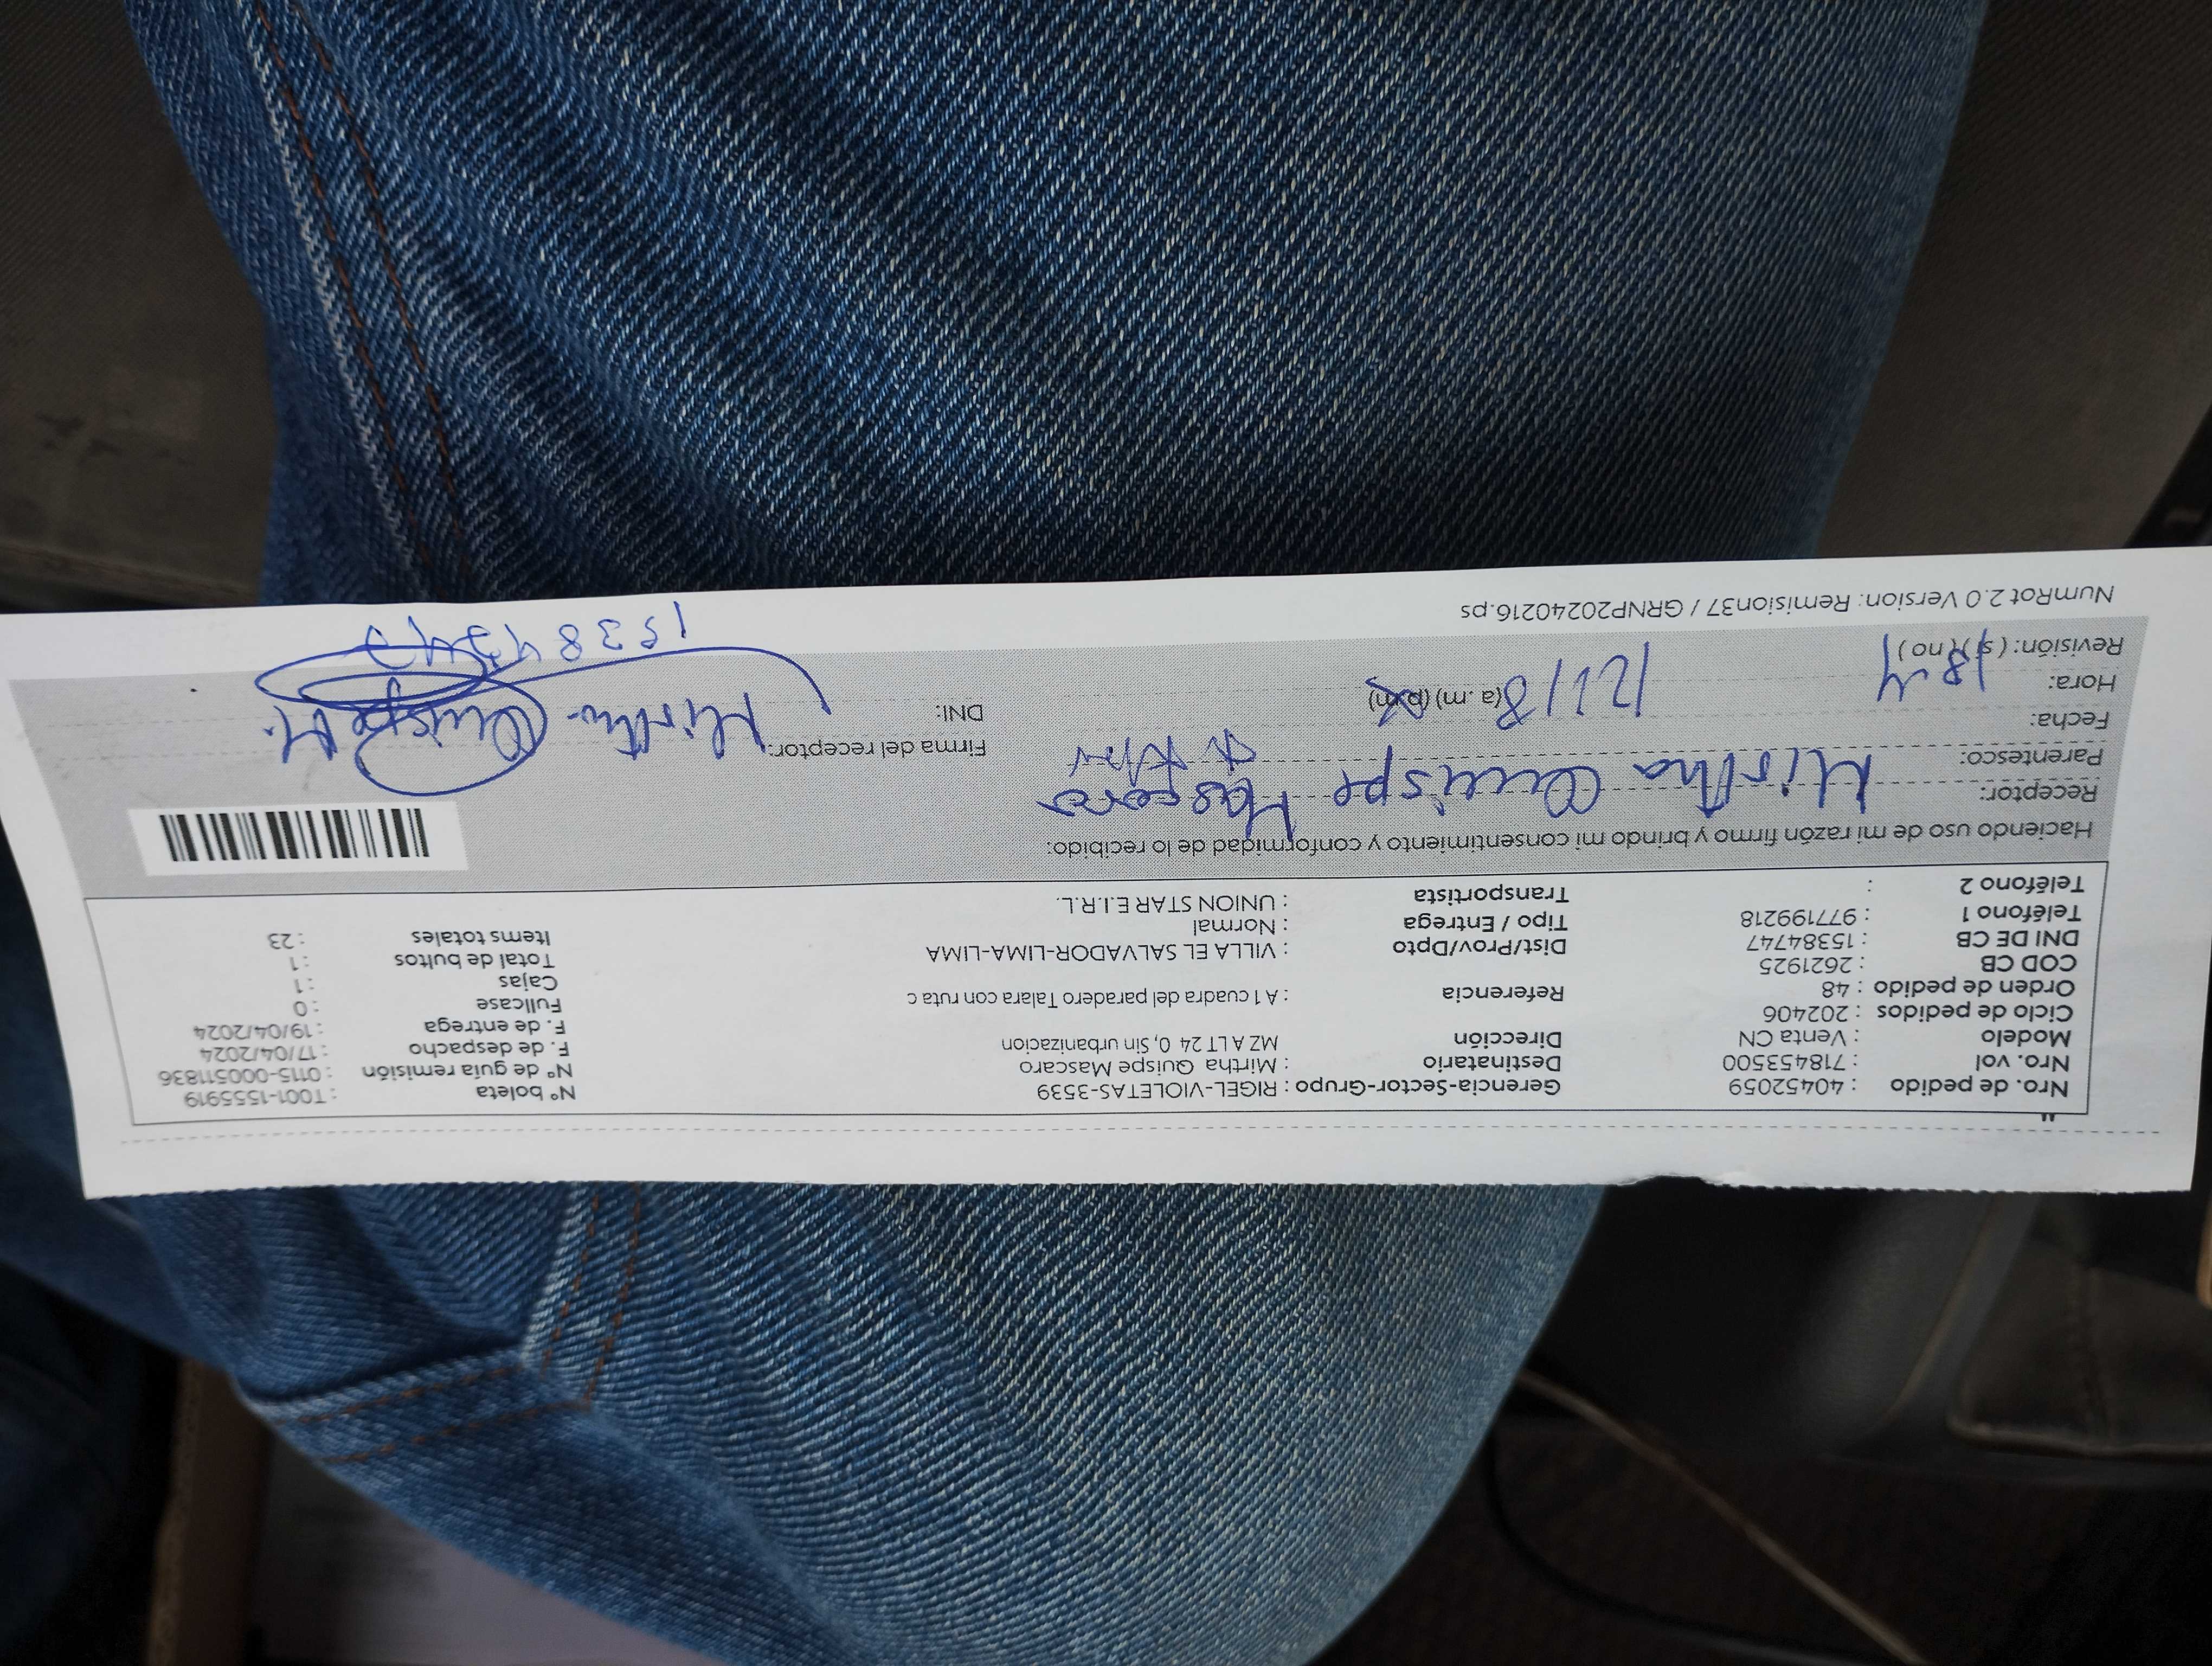 Nro. de pedido : 40452059 Gerencia-Sector-Grupo : RIGEL-VIOLETAS-3539 Nº boleta : T001-1555919
Nro. vol : 718453500 Destinatario : Mirtha Quispe Mascaro Nº de guía remisión : 0115-000511836
Modelo : Venta CN Dirección MZ A LT 24 0, Sin urbanizacion F. de despacho : 17/04/2024
Ciclo de pedidos : 202406 F. de entrega : 19/04/2024
Orden de pedido : 48 Referencia : A 1 cuadra del paradero Talara con ruta c Fullcase : 0
COD CB : 2621925 Cajas : 1
DNI DE CB : 15384747 Dist/Prov/Dpto : VILLA EL SALVADOR-LIMA-LIMA Total de bultos : 1
Teléfono 1 : 977199218 Tipo / Entrega : Normal Items totales : 23
Teléfono 2 : Transportista : UNION STAR E.I.R.L.
Haciendo uso de mi razón firmo y brindo mi consentimiento y conformidad de lo recibido:
Receptor: Mirtha Quispe Mascaro
Parentesco:
Firma del receptor: Mirtha Quispe M.
Fecha:
DNI:
Hora: (a. m) (p.m)
Revisión: ( si ) ( no )
NumRot 2.0 Version: Remision37 / GRNP20240216.ps